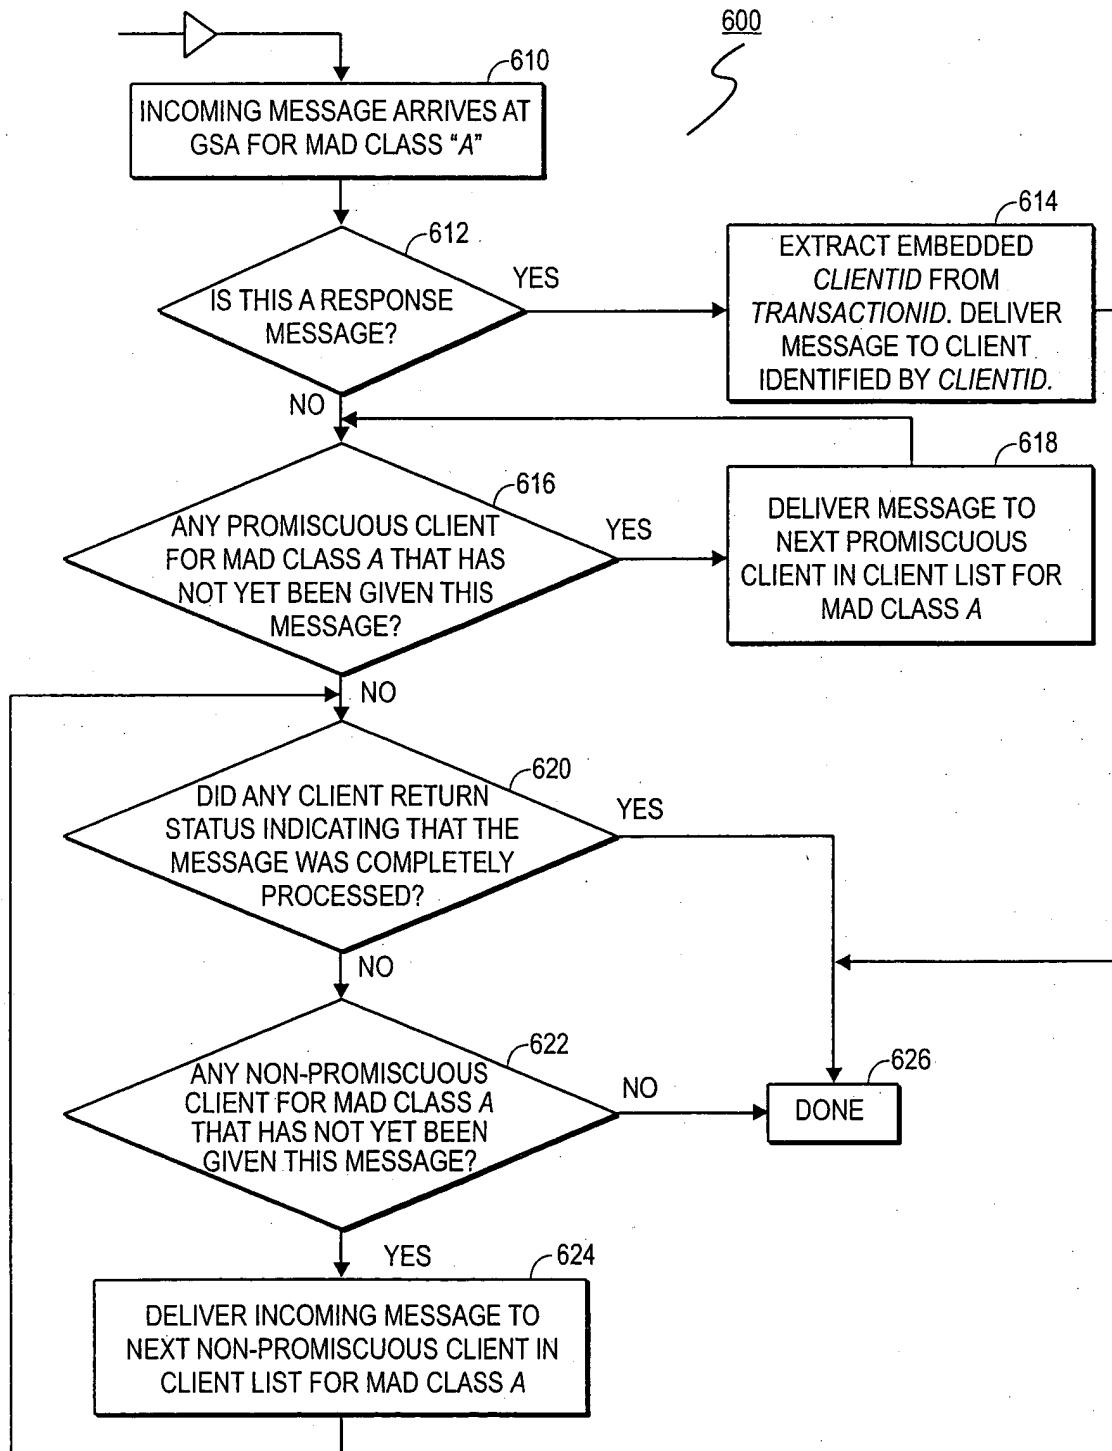 600
610
INCOMING MESSAGE ARRIVES AT
GSA FOR MAD CLASS “A”
612
IS THIS A RESPONSE
MESSAGE?
YES
NO
614
EXTRACT EMBEDDED
CLIENTID FROM
TRANSACTIONID. DELIVER
MESSAGE TO CLIENT
IDENTIFIED BY CLIENTID.
616
ANY PROMISCUOUS CLIENT
FOR MAD CLASS A THAT HAS
NOT YET BEEN GIVEN THIS
MESSAGE?
YES
NO
618
DELIVER MESSAGE TO
NEXT PROMISCUOUS
CLIENT IN CLIENT LIST FOR
MAD CLASS A
620
DID ANY CLIENT RETURN
STATUS INDICATING THAT THE
MESSAGE WAS COMPLETELY
PROCESSED?
YES
NO
622
ANY NON-PROMISCUOUS
CLIENT FOR MAD CLASS A
THAT HAS NOT YET BEEN
GIVEN THIS MESSAGE?
NO
626
DONE
YES
624
DELIVER INCOMING MESSAGE TO
NEXT NON-PROMISCUOUS CLIENT IN
CLIENT LIST FOR MAD CLASS A